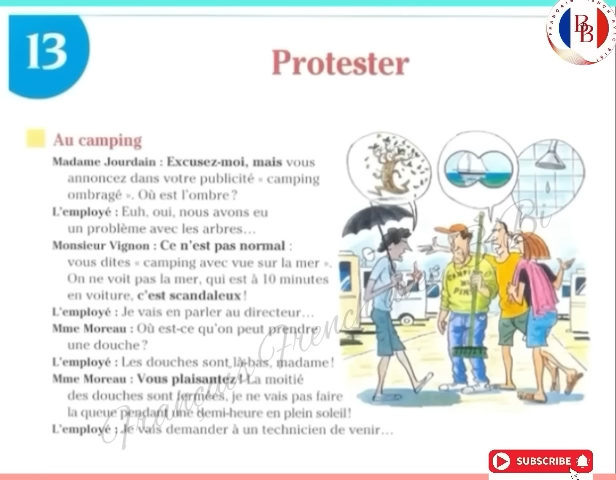 13
Protester
Au camping
Madame Jourdain : Excusez-moi, mais vous
annoncez dans votre publicité « camping
ombragé ». Où est l'ombre ?
L'employé : Euh, oui, nous avons eu
un problème avec les arbres…
Monsieur Vignon : Ce n'est pas normal :
vous dites « camping avec vue sur la mer ».
On ne voit pas la mer, qui est à 10 minutes
en voiture, c'est scandaleux !
L'employé : Je vais en parler au directeur…
Mme Moreau : Où est-ce qu'on peut prendre
une douche ?
L'employé : Les douches sont là-bas, madame !
Mme Moreau : Vous plaisantez ! La moitié
des douches sont fermées, je ne vais pas faire
la queue pendant une demi-heure en plein soleil !
L'employé : Je vais demander à un technicien de venir…
SUBSCRIBE